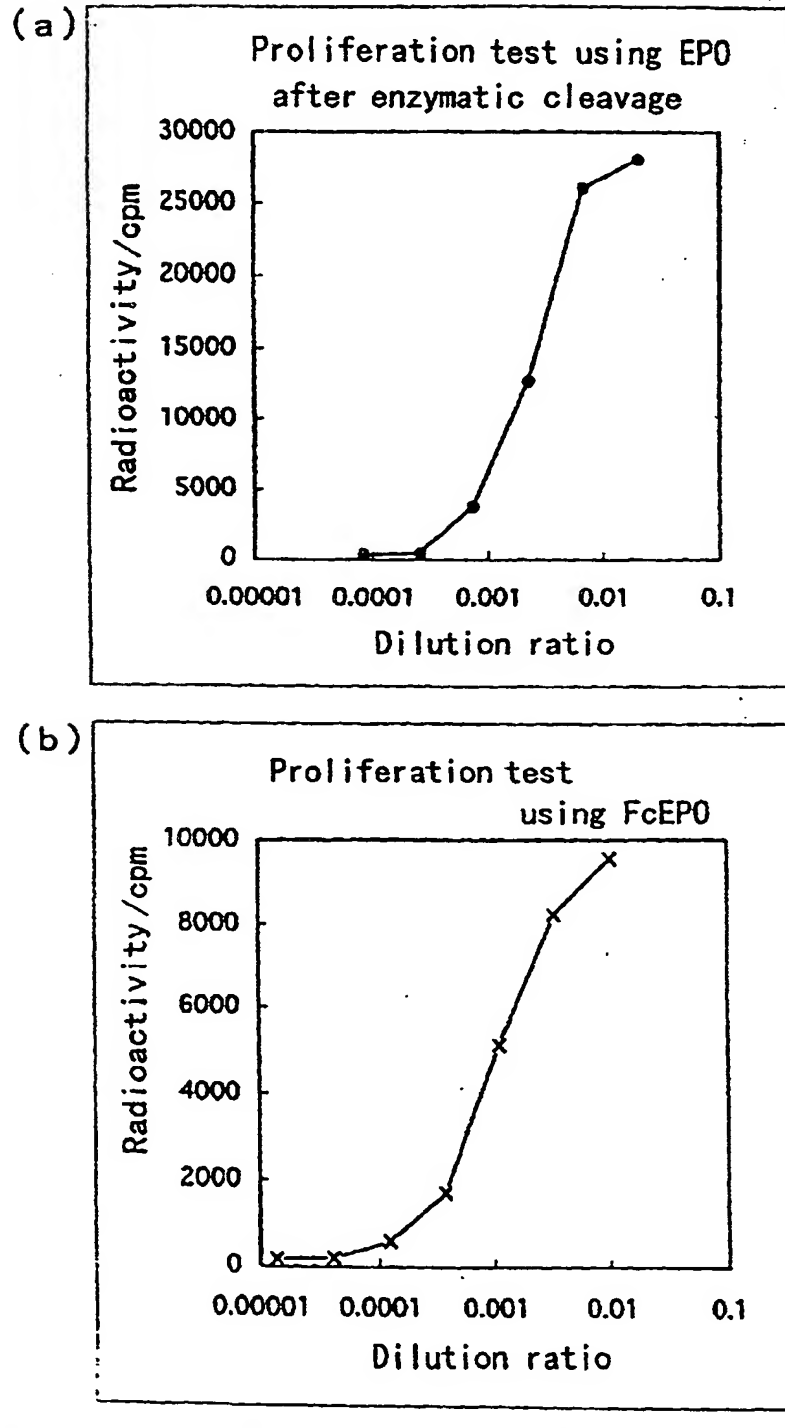 (a)
Proliferation test using EPO
after enzymatic cleavage
30000
25000
20000
15000
10000
5000
0
Radioactivity/cpm
0.00001 0.0001 0.001 0.01 0.1
Dilution ratio
(b)
Proliferation test
using FcEPO
10000
8000
6000
4000
2000
0
Radioactivity/cpm
0.00001 0.0001 0.001 0.01 0.1
Dilution ratio